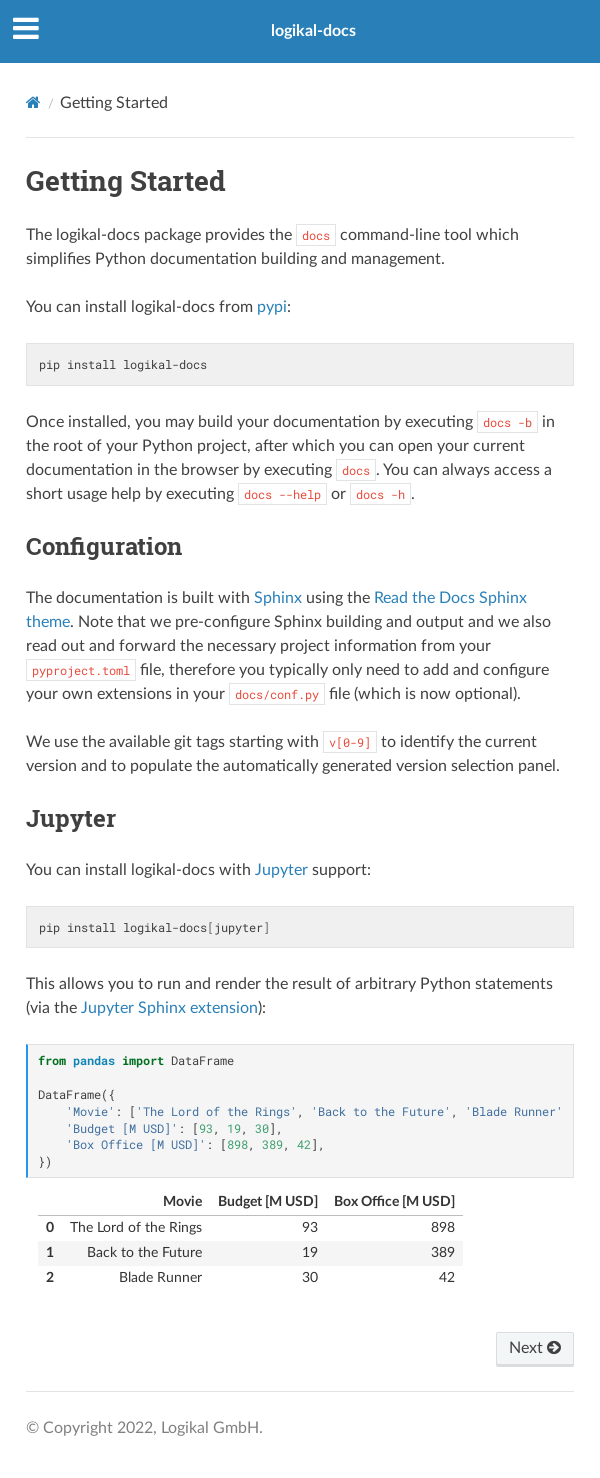 logikal-docs
/ Getting Started
Getting Started
The logikal-docs package provides the docs command-line tool which
simplifies Python documentation building and management.
You can install logikal-docs from pypi:
pip install logikal-docs
Once installed, you may build your documentation by executing docs -b in
the root of your Python project, after which you can open your current
documentation in the browser by executing docs. You can always access a
short usage help by executing docs --help or docs -h.
Configuration
The documentation is built with Sphinx using the Read the Docs Sphinx
theme. Note that we pre-configure Sphinx building and output and we also
read out and forward the necessary project information from your
pyproject.toml file, therefore you typically only need to add and configure
your own extensions in your docs/conf.py file (which is now optional).
We use the available git tags starting with v[0-9] to identify the current
version and to populate the automatically generated version selection panel.
Jupyter
You can install logikal-docs with Jupyter support:
pip install logikal-docs[jupyter]
This allows you to run and render the result of arbitrary Python statements
(via the Jupyter Sphinx extension):
from pandas import DataFrame
DataFrame({
    'Movie': ['The Lord of the Rings', 'Back to the Future', 'Blade Runner'
    'Budget [M USD]': [93, 19, 30],
    'Box Office [M USD]': [898, 389, 42],
})
Movie Budget [M USD] Box Office [M USD]
0 The Lord of the Rings 93 898
1 Back to the Future 19 389
2 Blade Runner 30 42
Next
© Copyright 2022, Logikal GmbH.